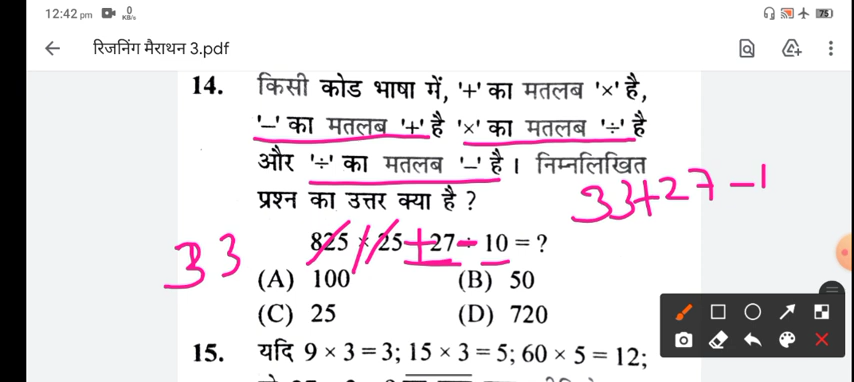 12:42 pm 0 KB/s 75
रिजनिंग मैराथन 3.pdf
14. किसी कोड भाषा में, '+' का मतलब '×' है,
'–' का मतलब '+' है '×' का मतलब '÷' है
और '÷' का मतलब '–' है। निम्नलिखित
प्रश्न का उत्तर क्या है ?
33+27-1
825 × 25 + 27 ÷ 10 = ?
33
(A) 100 (B) 50
(C) 25 (D) 720
15. यदि 9 × 3 = 3; 15 × 3 = 5; 60 × 5 = 12;